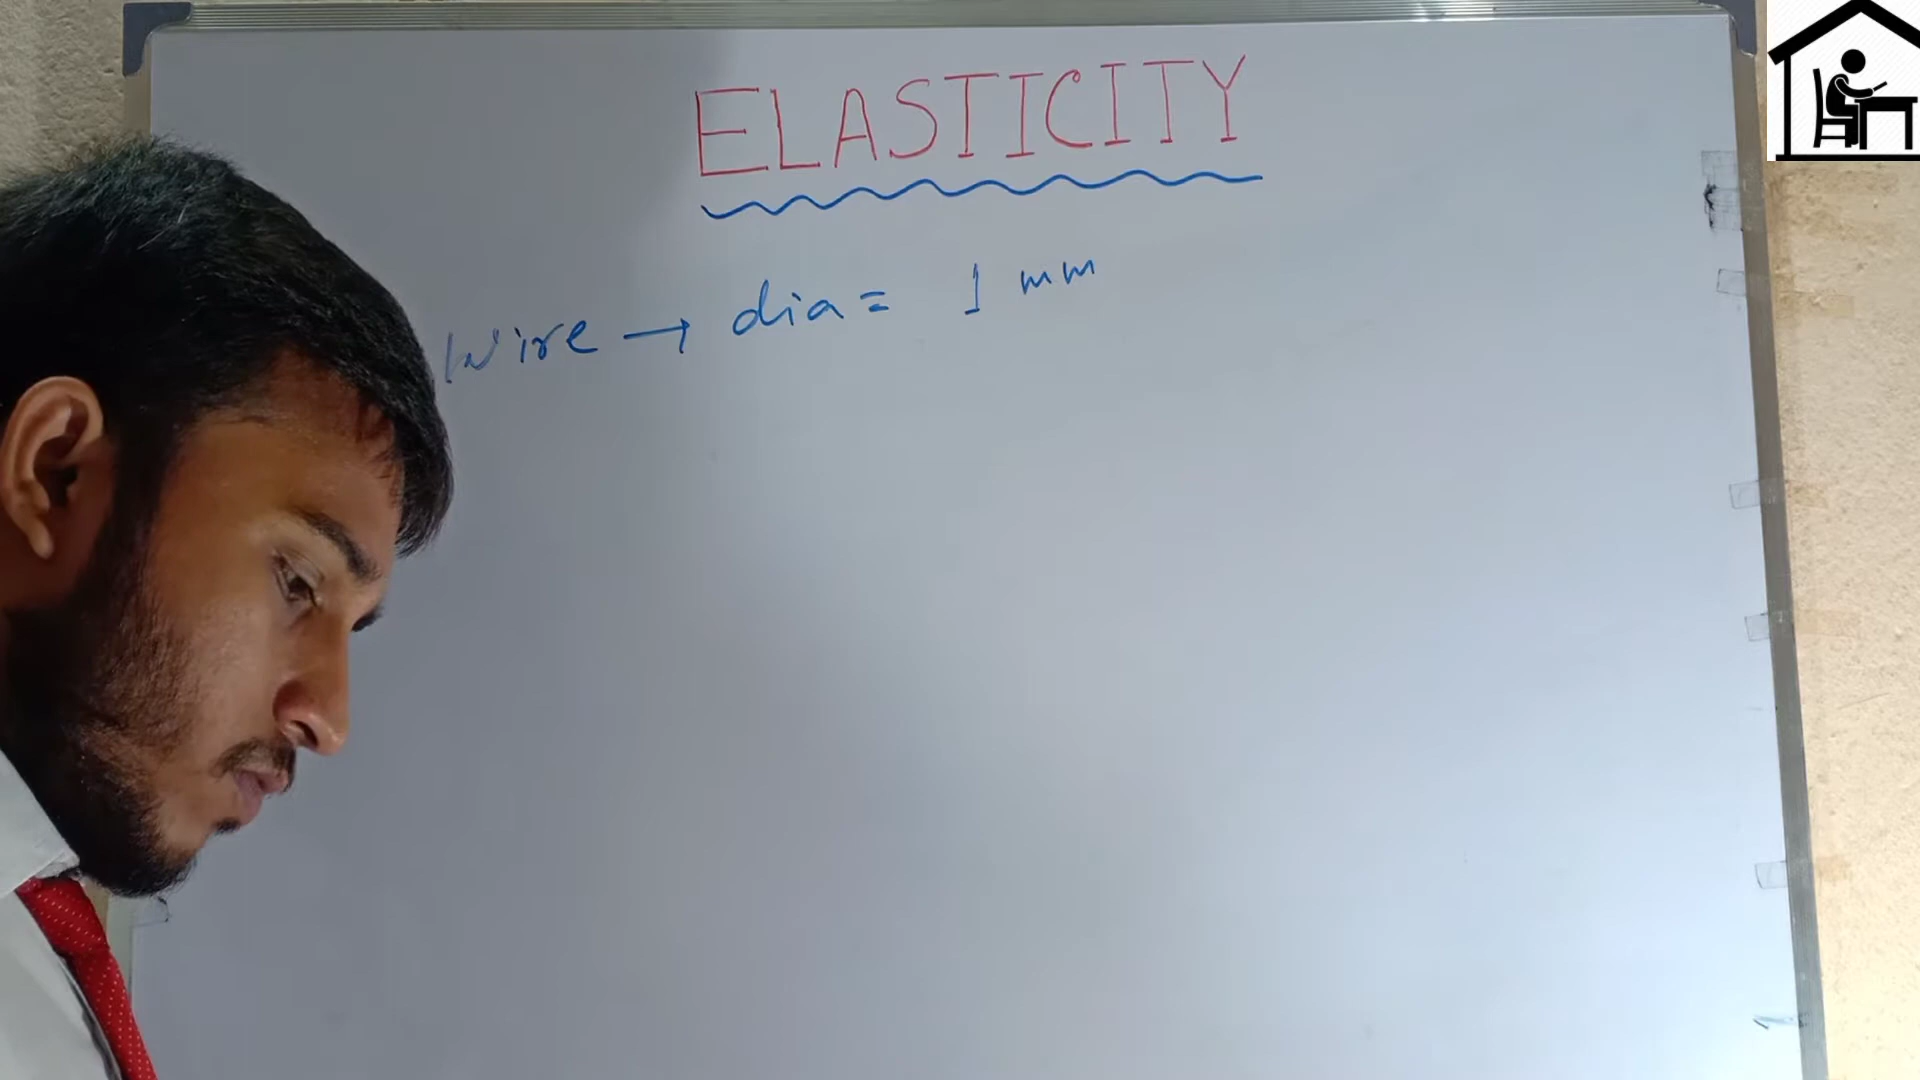 ELASTICITY
Wire → dia = 1 mm